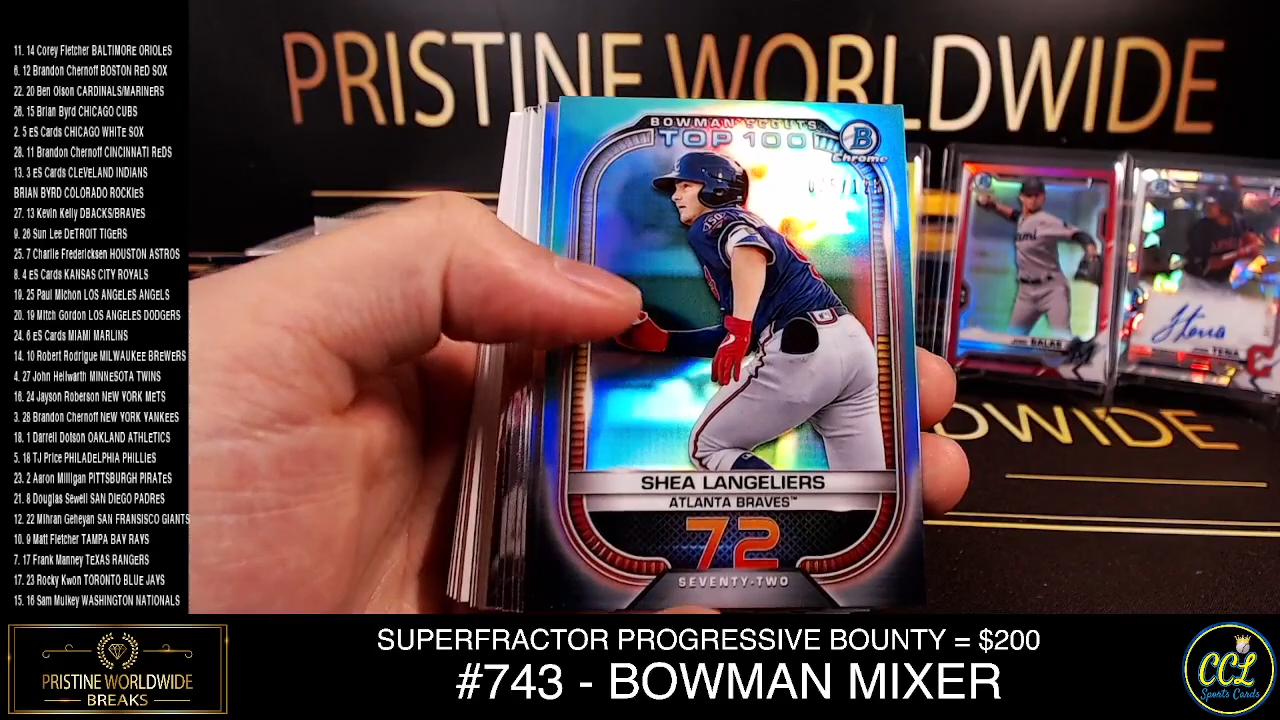 11. 14 Corey Fletcher BALTIMORE ORIOLES
6. 12 Brandon Chernoff BOSTON ReD SOX
22. 20 Ben Olson CARDINALS/MARINeRS
26. 15 Brian Byrd CHICAGO CUBS
2. 5 eS Cards CHICAGO WHITe SOX
28. 11 Brandon Chernoff CINCINNATI ReDS
13. 3 eS Cards CLeVeLAND INDIANS
BRIAN BYRD COLORADO ROCKIeS
27. 13 Kevin Kelly DBACKS/BRAVeS
9. 26 Sun Lee DETROIT TIGERS
25. 7 Charlie Fredericksen HOUSTON ASTROS
8. 4 eS Cards KANSAS CITY ROYALS
19. 25 Paul Michon LOS ANGeLeS ANGELS
20. 19 Mitch Gordon LOS ANGELES DODGERS
24. 6 eS Cards MIAMI MARLINS
14. 10 Robert Rodrigue MILWAUKee BReWeRS
4. 27 John Hellwarth MINNeSOTA TWINS
16. 24 Jayson Roberson NeW YORK METS
3. 28 Brandon Chernoff NeW YORK YANKEES
18. 1 Darrell Dotson OAKLAND ATHLeTICS
5. 18 TJ Price PHILADeLPHIA PHILLIeS
23. 2 Aaron Milligan PITTSBURGH PIRATeS
21. 8 Douglas Sewell SAN DIEGO PADRES
12. 22 Mihran Geheyan SAN FRANSISCO GIANTS
10. 9 Matt Fletcher TAMPA BAY RAYS
7. 17 Frank Manney TeXAS RANGERS
17. 23 Rocky Kwon TORONTO BLUe JAYS
15. 16 Sam Mulkey WASHINGTON NATIONALS
PRISTINE WORLDWIDE
BOWMAN SCOUTS
TOP 100
B
Chrome
SHEA LANGELIERS
ATLANTA BRAVES™
72
SEVENTY-TWO
TENA
PRISTINE WORLDWIDE
BREAKS
SUPERFRACTOR PROGRESSIVE BOUNTY = $200
#743 - BOWMAN MIXER
CCL
Sports Cards